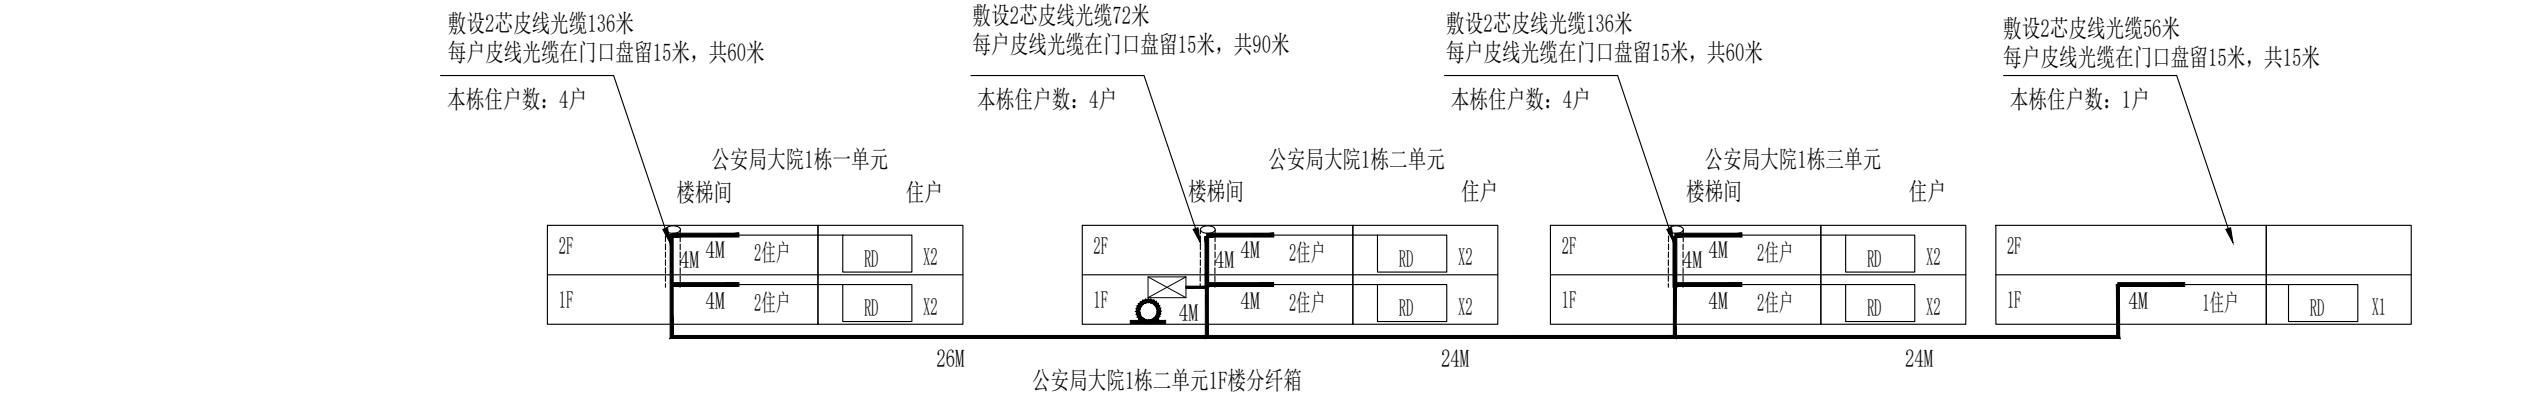 敷设2芯皮线光缆136米
每户皮线光缆在门口盘留15米，共60米
本栋住户数：4户
敷设2芯皮线光缆72米
每户皮线光缆在门口盘留15米，共90米
本栋住户数：4户
敷设2芯皮线光缆136米
每户皮线光缆在门口盘留15米，共60米
本栋住户数：4户
敷设2芯皮线光缆56米
每户皮线光缆在门口盘留15米，共15米
本栋住户数：1户
公安局大院1栋一单元
楼梯间 住户
2F 4M 4M 2住户 RD X2
1F 4M 2住户 RD X2
公安局大院1栋二单元
楼梯间 住户
2F 4M 4M 2住户 RD X2
1F 4M 4M 2住户 RD X2
公安局大院1栋三单元
楼梯间 住户
2F 4M 4M 2住户 RD X2
1F 4M 2住户 RD X2
2F
1F 4M 1住户 RD X1
26M 24M 24M
公安局大院1栋二单元1F楼分纤箱